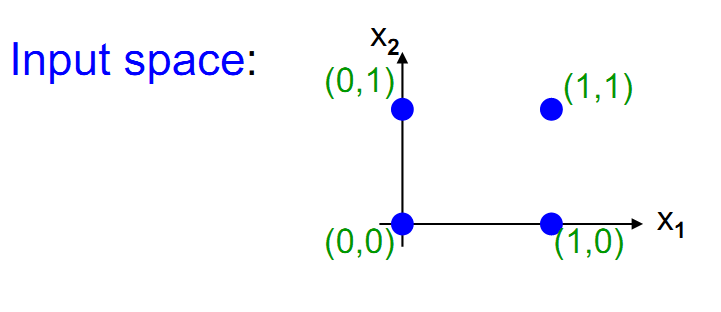 Input space:
x₂
(0,1)
(1,1)
x₁
(0,0)
(1,0)